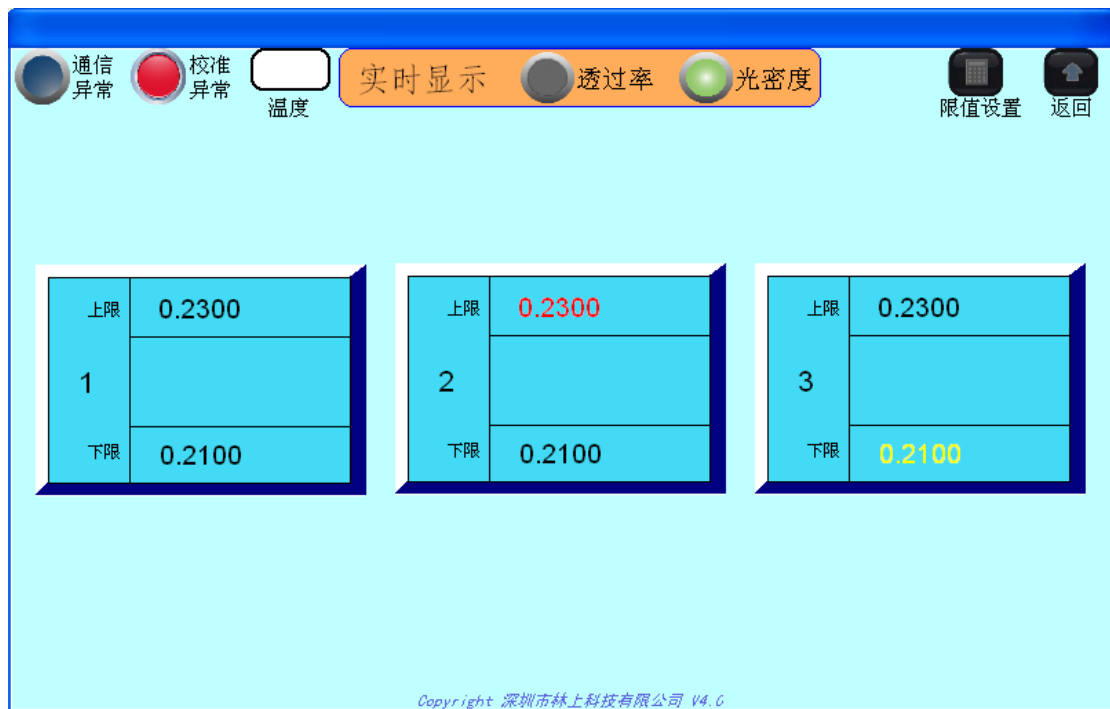 通信
异常
校准
异常
温度
实时显示
透过率
光密度
限值设置
返回
上限 0.2300
1
下限 0.2100
上限 0.2300
2
下限 0.2100
上限 0.2300
3
下限 0.2100
Copyright 深圳市林上科技有限公司